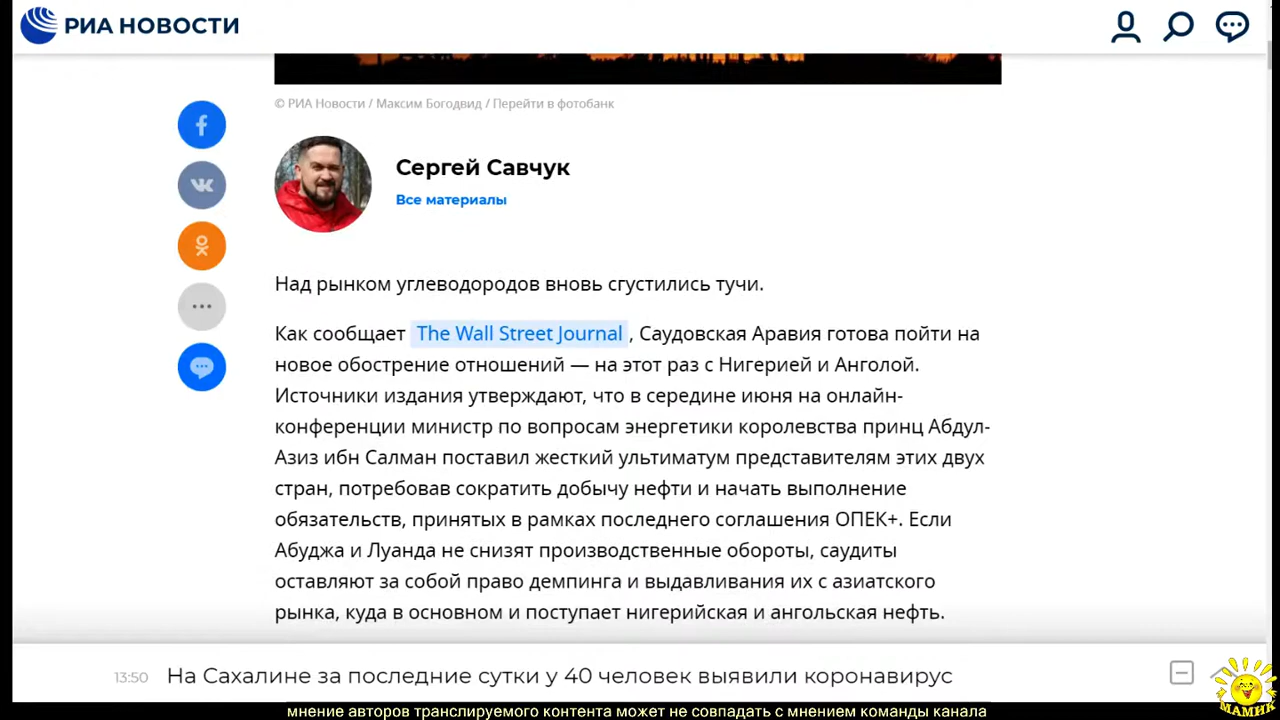 РИА НОВОСТИ
© РИА Новости / Максим Богодвид / Перейти в фотобанк
Сергей Савчук
Все материалы
Над рынком углеводородов вновь сгустились тучи.
Как сообщает The Wall Street Journal , Саудовская Аравия готова пойти на
новое обострение отношений — на этот раз с Нигерией и Анголой.
Источники издания утверждают, что в середине июня на онлайн-
конференции министр по вопросам энергетики королевства принц Абдул-
Азиз ибн Салман поставил жесткий ультиматум представителям этих двух
стран, потребовав сократить добычу нефти и начать выполнение
обязательств, принятых в рамках последнего соглашения ОПЕК+. Если
Абуджа и Луанда не снизят производственные обороты, саудиты
оставляют за собой право демпинга и выдавливания их с азиатского
рынка, куда в основном и поступает нигерийская и ангольская нефть.
13:50 На Сахалине за последние сутки у 40 человек выявили коронавирус
МАМИК
мнение авторов транслируемого контента может не совпадать с мнением команды канала